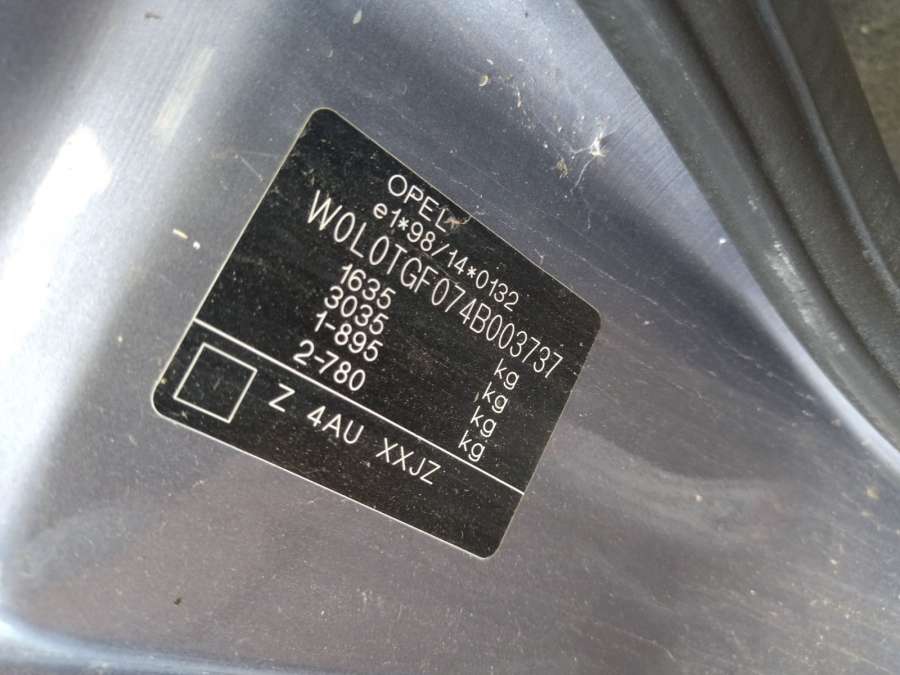 OPEL
e1*98/14*0132
W0L0TGF074B003737
1635 kg
3035 kg
1-895 kg
2-780 kg
Z 4AU XXJZ